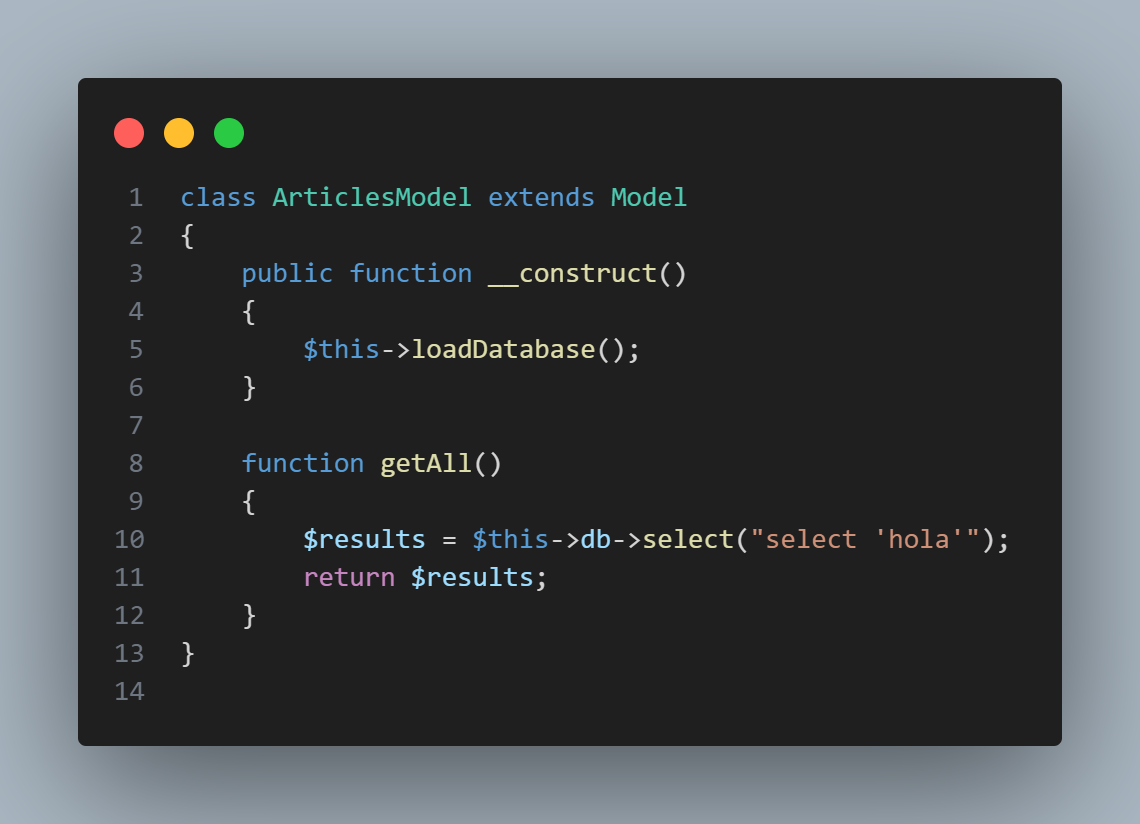 1 class ArticlesModel extends Model
2 {
3     public function __construct()
4     {
5         $this->loadDatabase();
6     }
7
8     function getAll()
9     {
10         $results = $this->db->select("select 'hola'");
11         return $results;
12     }
13 }
14